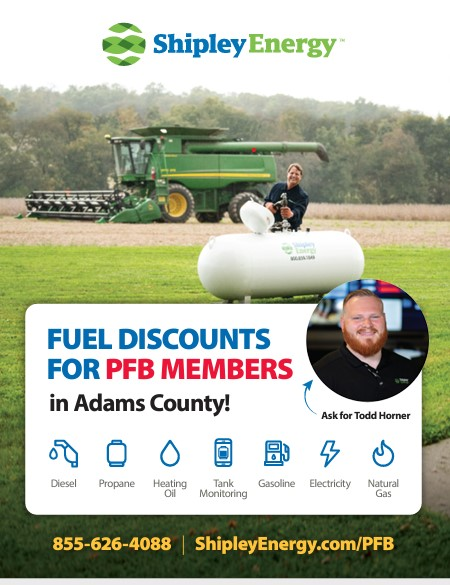 ShipleyEnergy™
Shipley
Energy
FUEL DISCOUNTS
FOR PFB MEMBERS
in Adams County!
Ask for Todd Horner
Diesel
Propane
Heating
Oil
Tank
Monitoring
Gasoline
Electricity
Natural
Gas
855-626-4088 | ShipleyEnergy.com/PFB